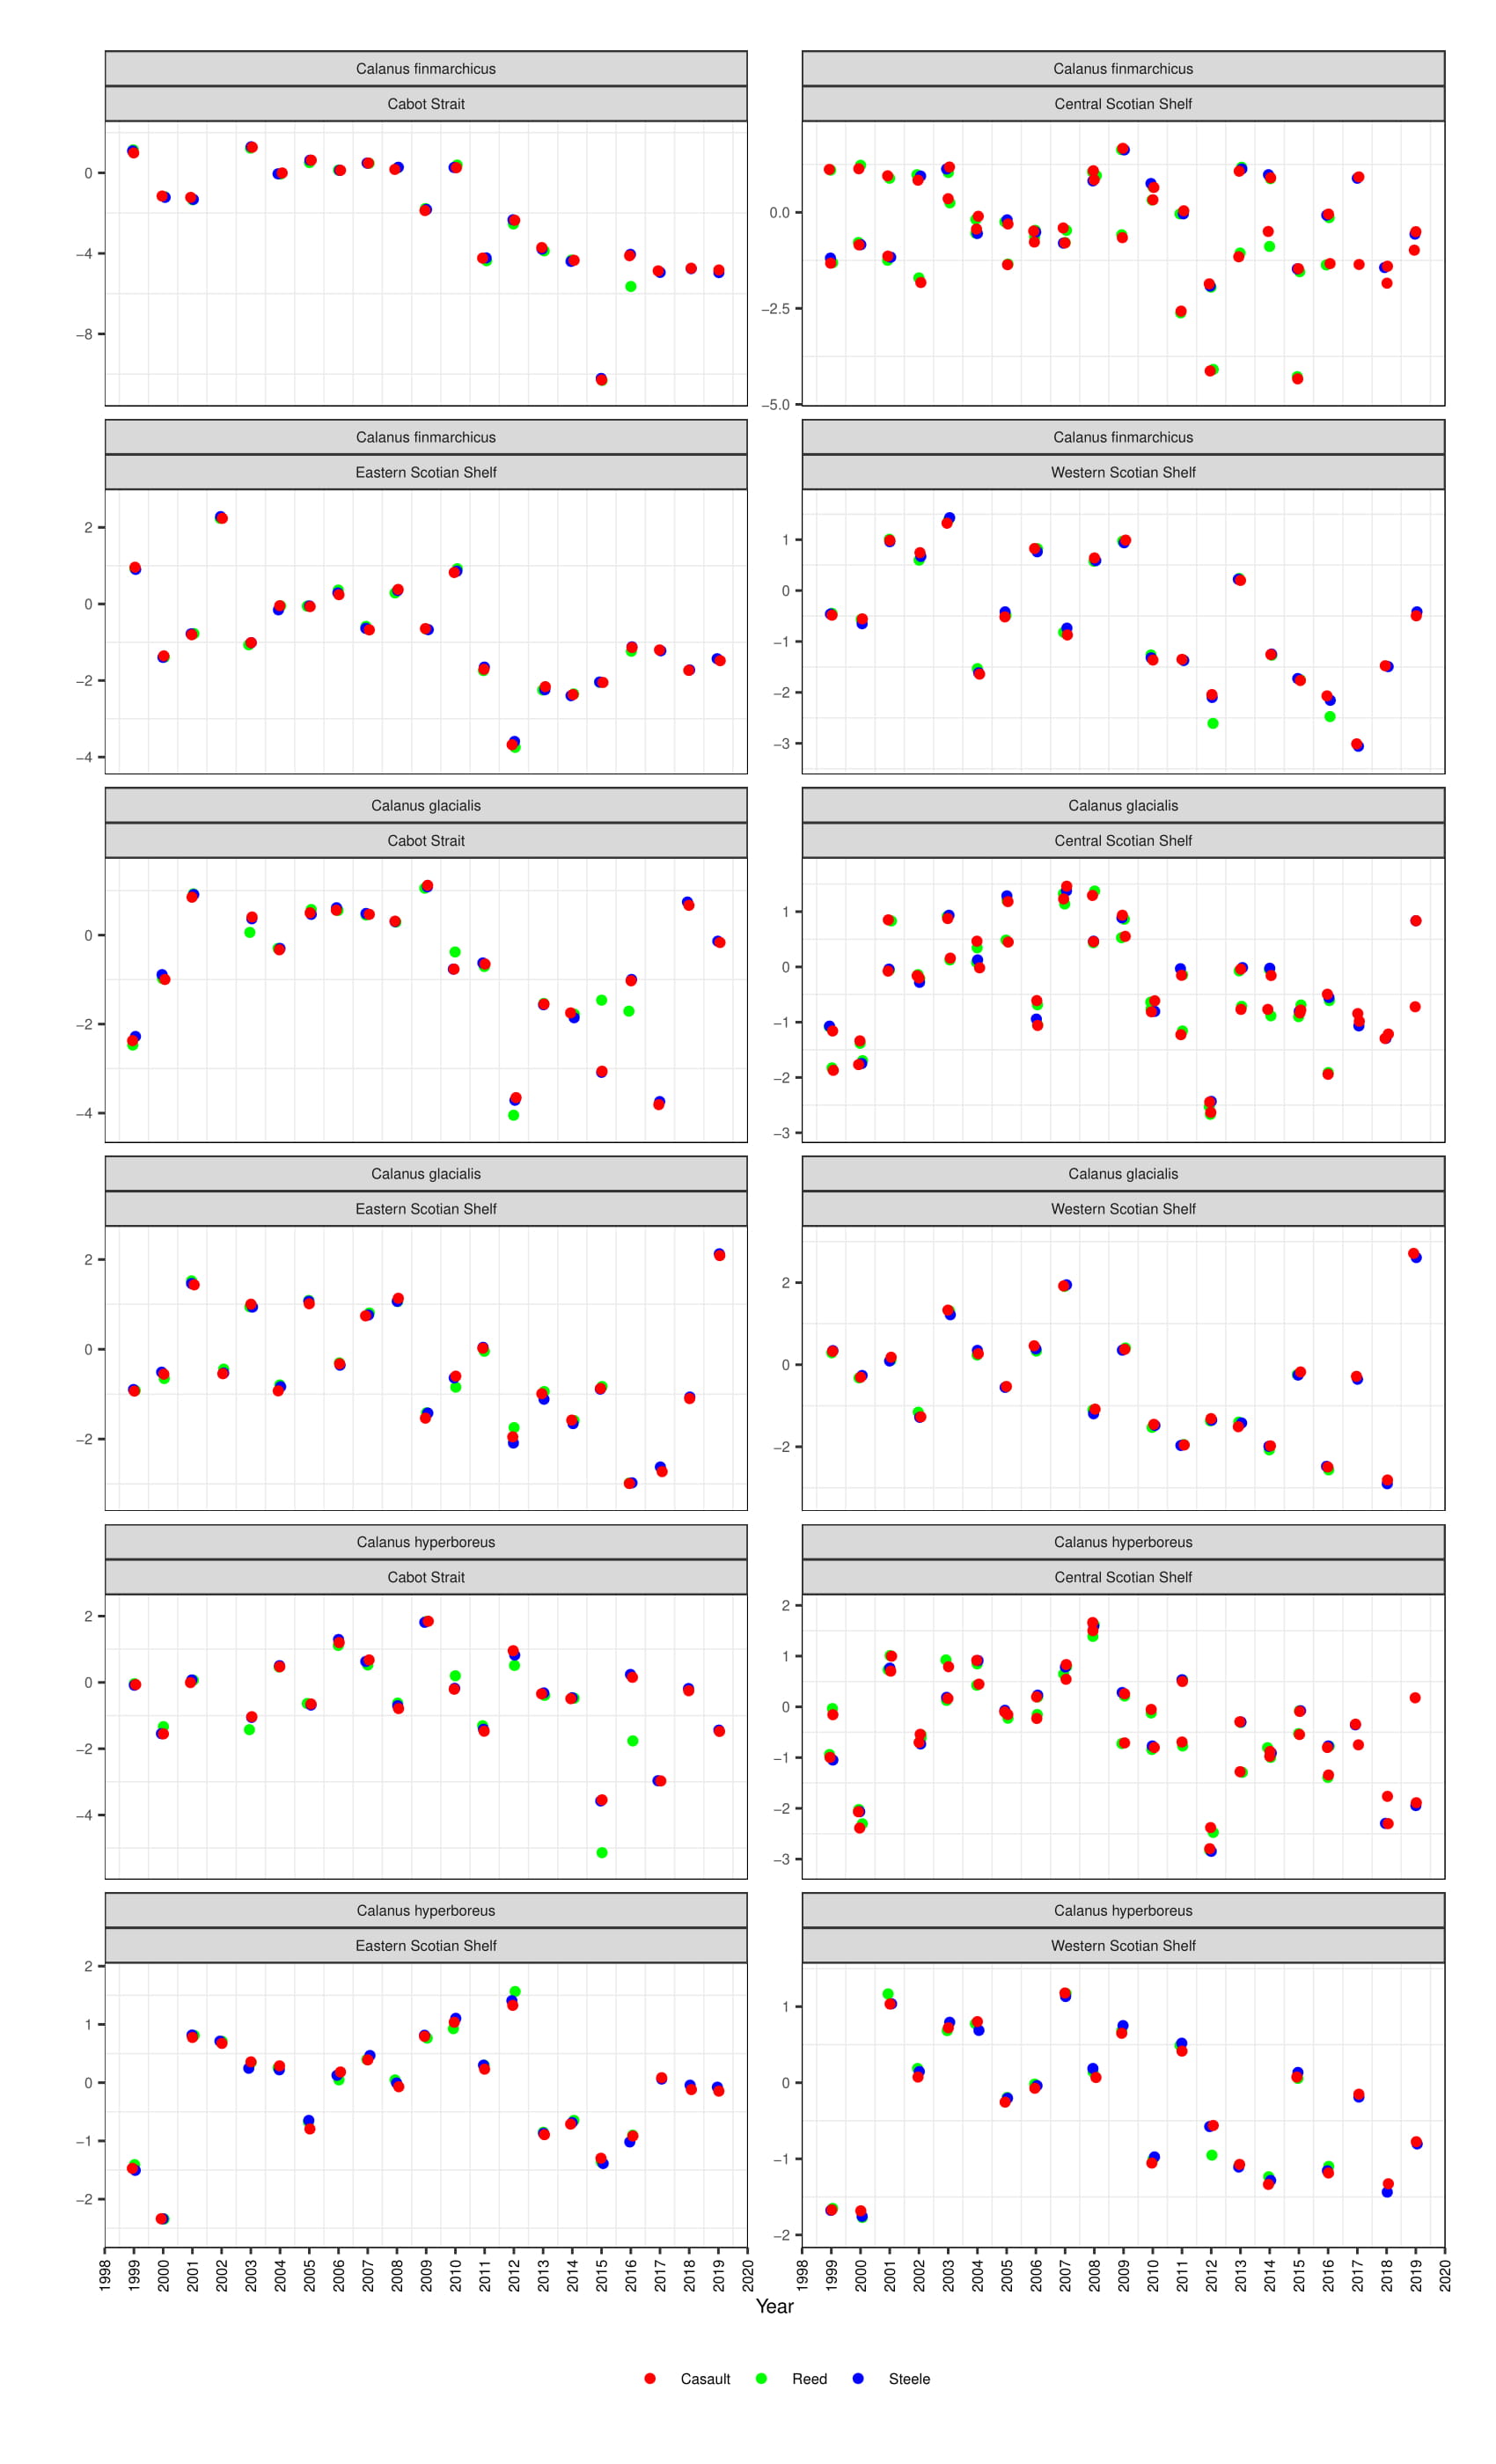 Calanus finmarchicus
Cabot Strait
0
−4
−8
Calanus finmarchicus
Central Scotian Shelf
0.0
−2.5
−5.0
Calanus finmarchicus
Eastern Scotian Shelf
2
0
−2
−4
Calanus finmarchicus
Western Scotian Shelf
1
0
−1
−2
−3
Calanus glacialis
Cabot Strait
0
−2
−4
Calanus glacialis
Central Scotian Shelf
1
0
−1
−2
−3
Calanus glacialis
Eastern Scotian Shelf
2
0
−2
Calanus glacialis
Western Scotian Shelf
2
0
−2
Calanus hyperboreus
Cabot Strait
2
0
−2
−4
Calanus hyperboreus
Central Scotian Shelf
2
1
0
−1
−2
−3
Calanus hyperboreus
Eastern Scotian Shelf
2
1
0
−1
−2
Calanus hyperboreus
Western Scotian Shelf
1
0
−1
−2
1998 1999 2000 2001 2002 2003 2004 2005 2006 2007 2008 2009 2010 2011 2012 2013 2014 2015 2016 2017 2018 2019 2020
1998 1999 2000 2001 2002 2003 2004 2005 2006 2007 2008 2009 2010 2011 2012 2013 2014 2015 2016 2017 2018 2019 2020
Year
Casault Reed Steele